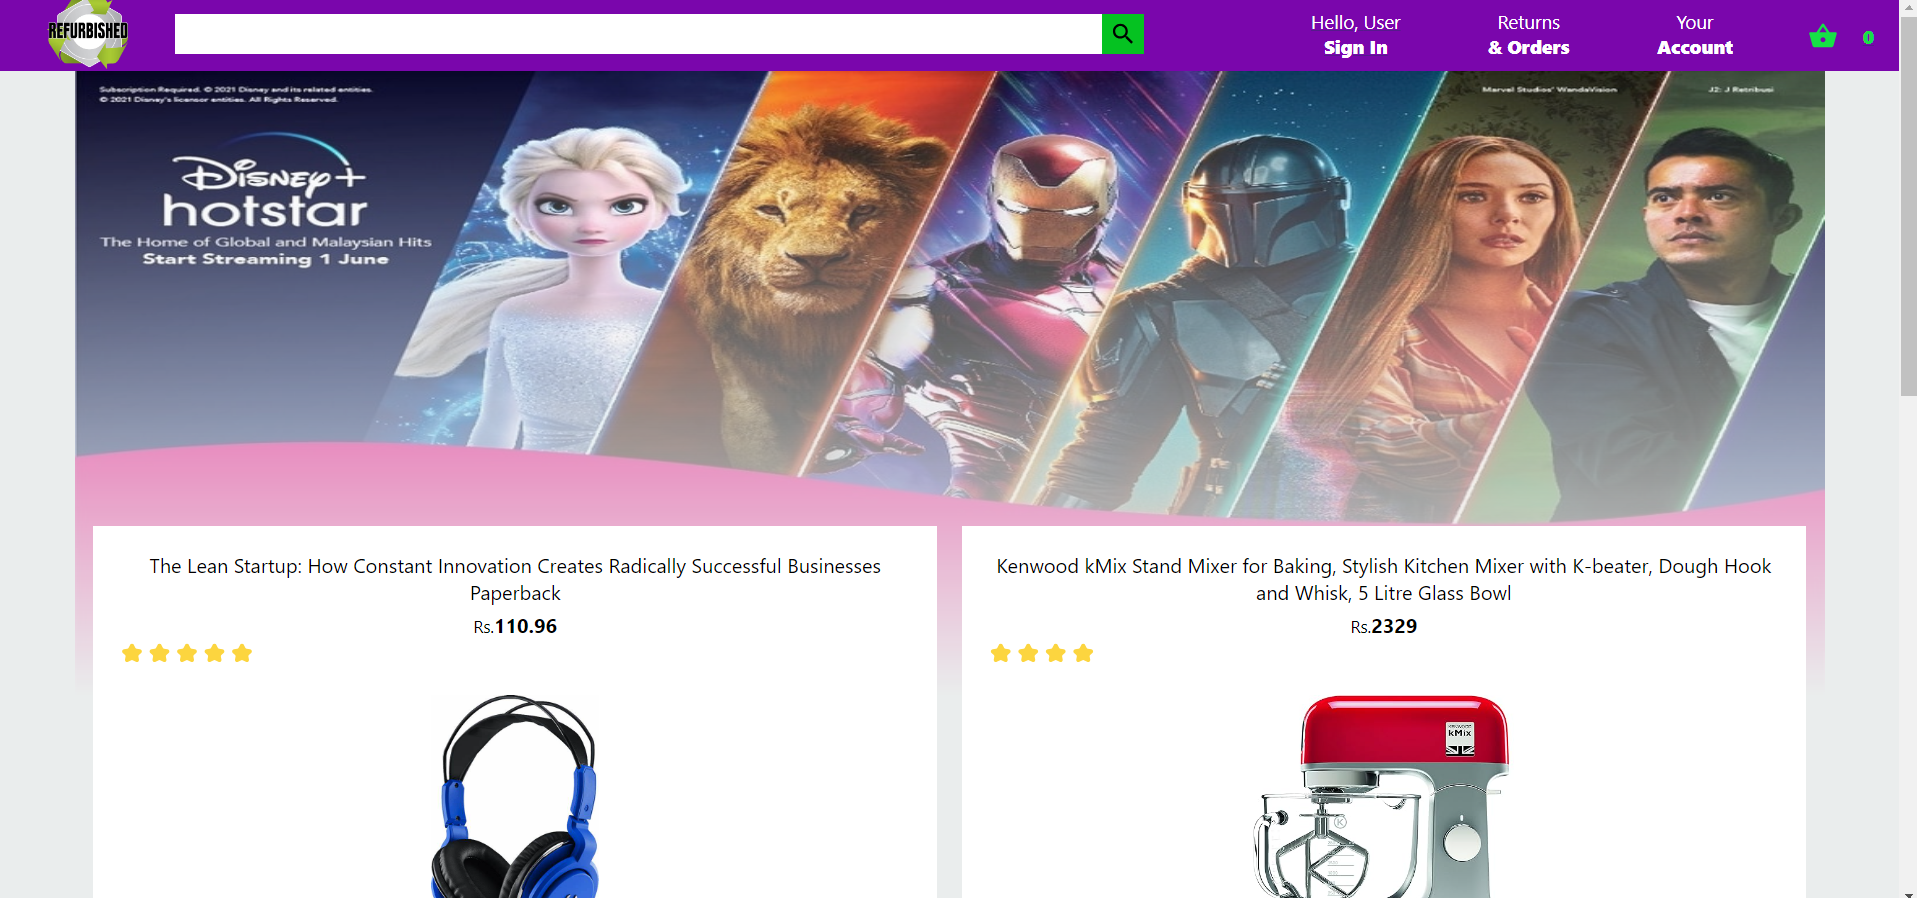 REFURBISHED
Hello, User
Sign In
Returns
& Orders
Your
Account
0
Subscription Required. © 2021 Disney and its related entities.
© 2021 Disney's licensor entities. All Rights Reserved.
Marvel Studios' WandaVision
J2: J Retribusi
Disney+
hotstar
The Home of Global and Malaysian Hits
Start Streaming 1 June
The Lean Startup: How Constant Innovation Creates Radically Successful Businesses
Paperback
Rs.110.96
Kenwood kMix Stand Mixer for Baking, Stylish Kitchen Mixer with K-beater, Dough Hook
and Whisk, 5 Litre Glass Bowl
Rs.2329
KENWOOD
kMix
K